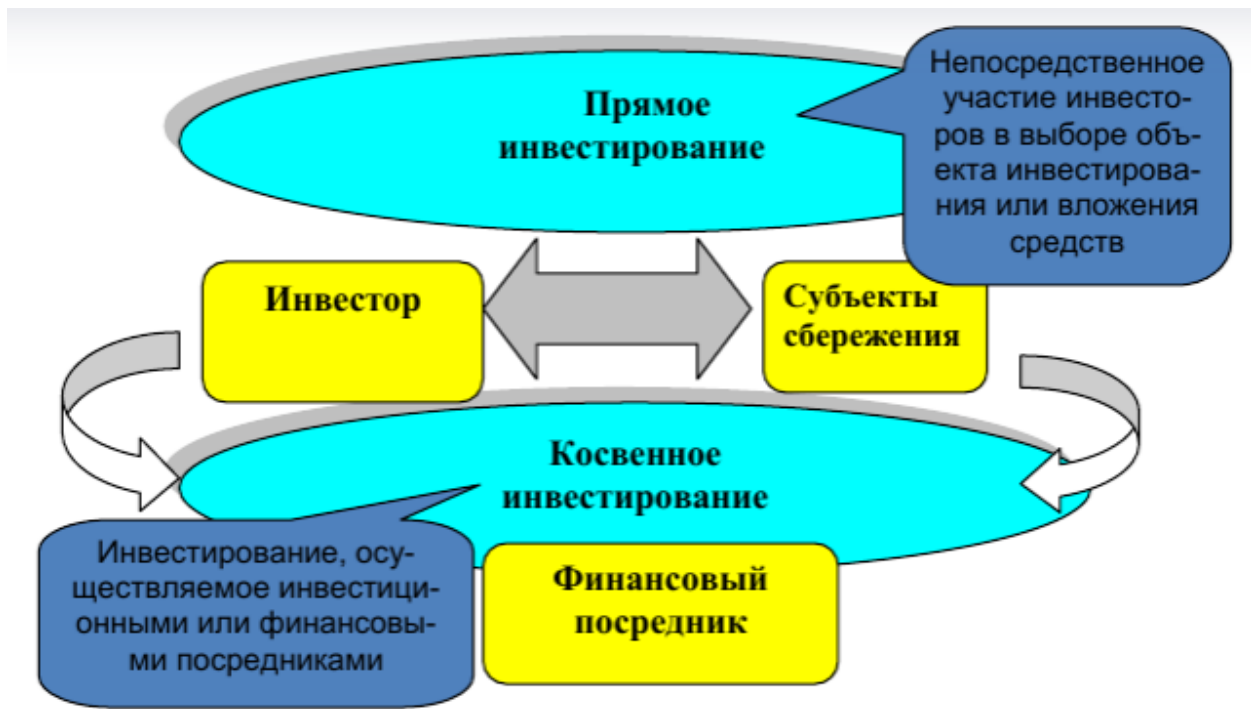 Прямое
инвестирование
Непосредственное
участие инвесто-
ров в выборе объ-
екта инвестирова-
ния или вложения
средств
Инвестор
Субъекты
сбережения
Косвенное
инвестирование
Инвестирование, осу-
ществляемое инвестици-
онными или финансовы-
ми посредниками
Финансовый
посредник